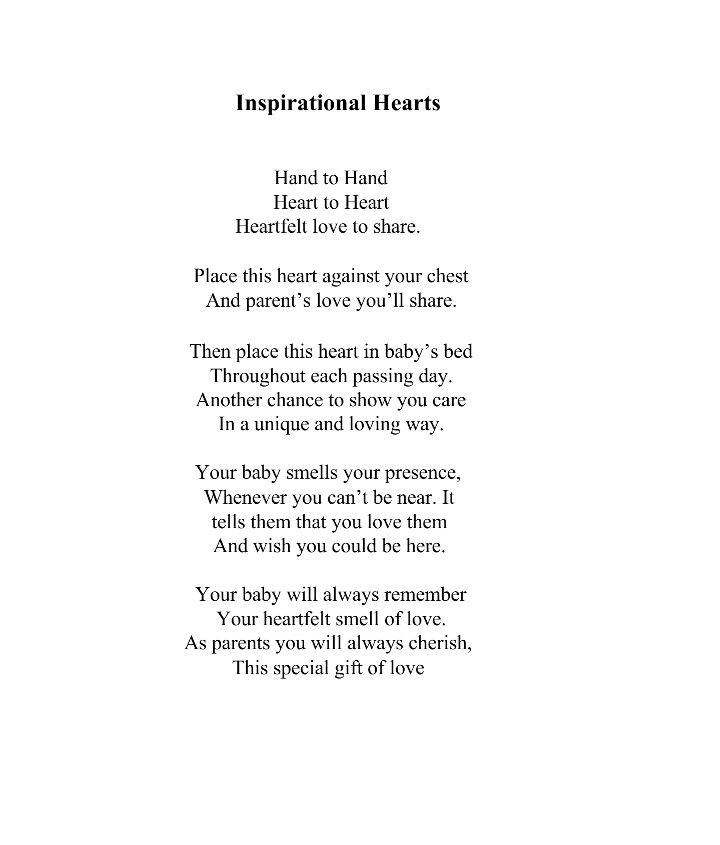 Inspirational Hearts
Hand to Hand
Heart to Heart
Heartfelt love to share.
Place this heart against your chest
And parent’s love you’ll share.
Then place this heart in baby’s bed
Throughout each passing day.
Another chance to show you care
In a unique and loving way.
Your baby smells your presence,
Whenever you can’t be near. It
tells them that you love them
And wish you could be here.
Your baby will always remember
Your heartfelt smell of love.
As parents you will always cherish,
This special gift of love